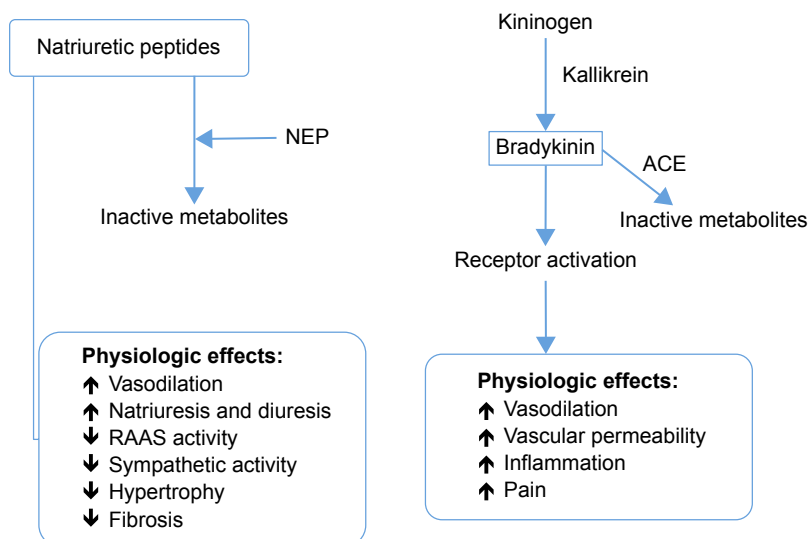 Natriuretic peptides
NEP
Inactive metabolites
Physiologic effects:
↑ Vasodilation
↑ Natriuresis and diuresis
↓ RAAS activity
↓ Sympathetic activity
↓ Hypertrophy
↓ Fibrosis
Kininogen
Kallikrein
Bradykinin
ACE
Inactive metabolites
Receptor activation
Physiologic effects:
↑ Vasodilation
↑ Vascular permeability
↑ Inflammation
↑ Pain